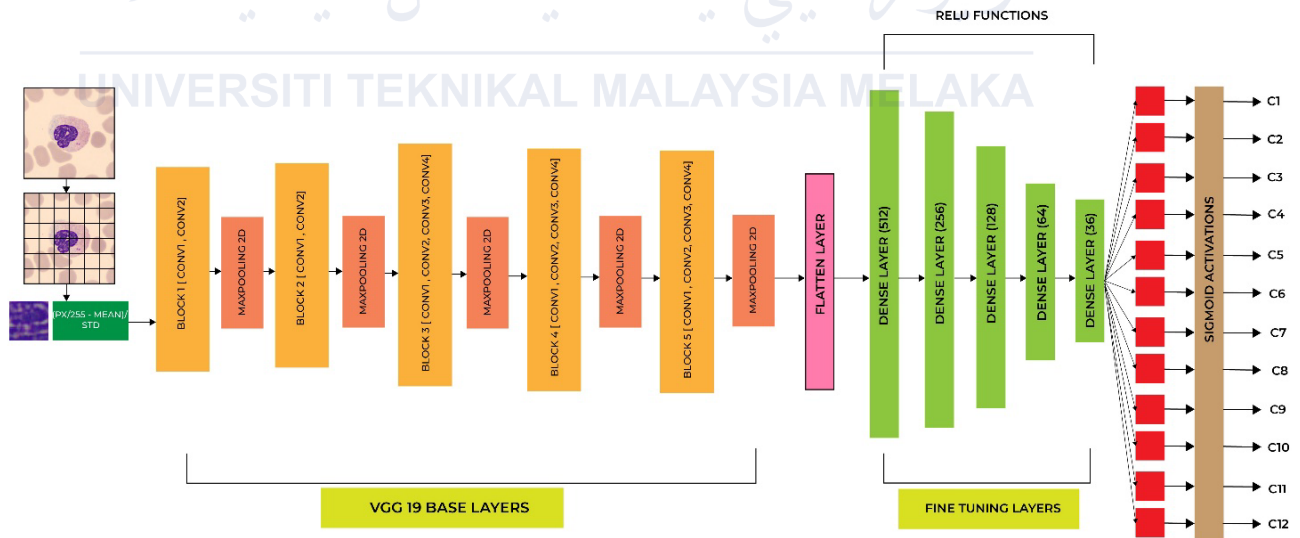 RELU FUNCTIONS
UNIVERSITI TEKNIKAL MALAYSIA MELAKA
(PX/255 - MEAN)/
STD
BLOCK 1 [ CONV1, CONV2]
MAXPOOLING 2D
BLOCK 2 [ CONV1 , CONV2]
MAXPOOLING 2D
BLOCK 3 [ CONV1 , CONV2, CONV3, CONV4]
MAXPOOLING 2D
BLOCK 4 [ CONV1 , CONV2, CONV3, CONV4]
MAXPOOLING 2D
BLOCK 5 [ CONV1 , CONV2, CONV3, CONV4]
MAXPOOLING 2D
FLATTEN LAYER
DENSE LAYER (512)
DENSE LAYER (256)
DENSE LAYER (128)
DENSE LAYER (64)
DENSE LAYER (36)
SIGMOID ACTIVATIONS
C1
C2
C3
C4
C5
C6
C7
C8
C9
C10
C11
C12
VGG 19 BASE LAYERS
FINE TUNING LAYERS